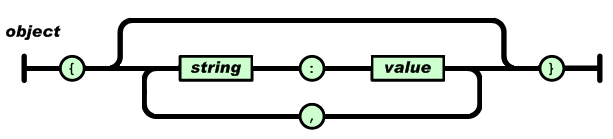 object
{ string : value }
,